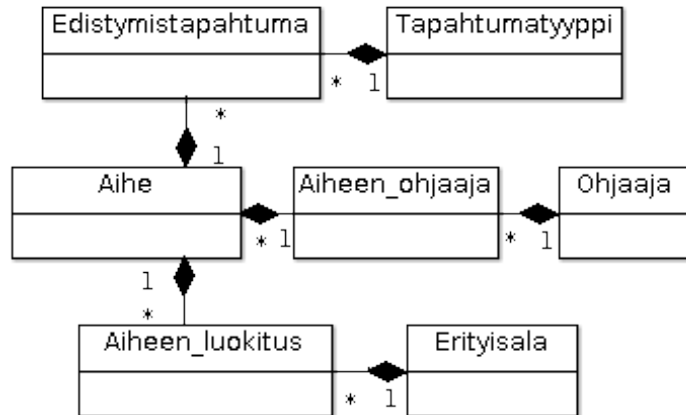 Edistymistapahtuma Tapahtumatyyppi
* 1
*
1
Aihe Aiheen_ohjaaja Ohjaaja
* 1 * 1
1
*
Aiheen_luokitus Erityisala
* 1